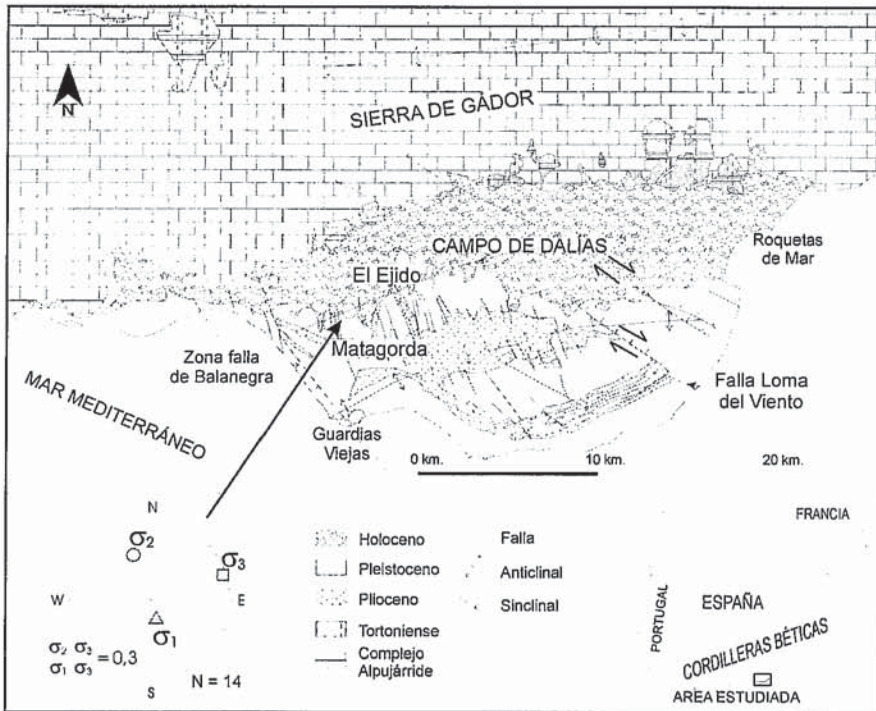 N
SIERRA DE GÁDOR
CAMPO DE DALÍAS
Roquetas
de Mar
El Ejido
Matagorda
Zona falla
de Balanegra
MAR MEDITERRÁNEO
Guardias
Viejas
Falla Loma
del Viento
0 km.
10 km.
20 km.
N
σ2
σ3
W
E
σ1
σ2 σ3
σ1 σ3
=0,3
N = 14
S
Holoceno
Pleistoceno
Plioceno
Tortoniense
Complejo
Alpujárride
Falla
Anticlinal
Sinclinal
FRANCIA
PORTUGAL
ESPAÑA
CORDILLERAS BÉTICAS
AREA ESTUDIADA